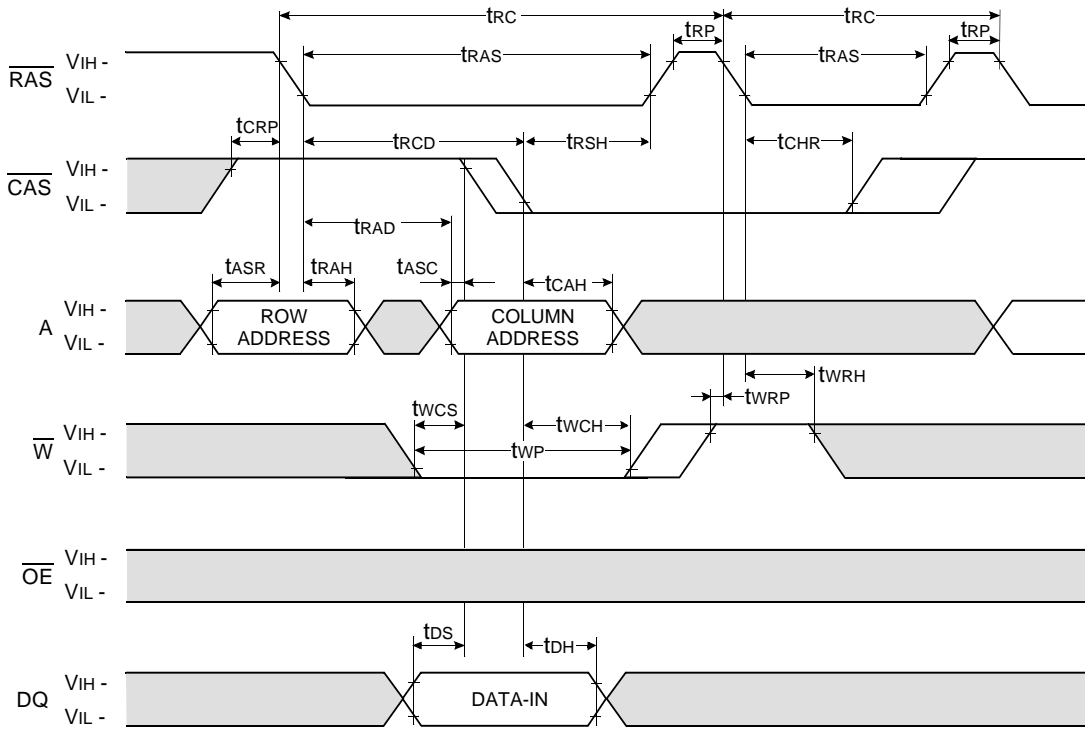 tRC tRC
tRP tRP
tRAS tRAS
RAS
VIH -
VIL -
tCRP tRCD tRSH tCHR
CAS
VIH -
VIL -
tRAD
tASR tRAH tASC tCAH
A
VIH -
VIL -
ROW
ADDRESS
COLUMN
ADDRESS
tWRH
tWRP
tWCS tWCH
tWP
W
VIH -
VIL -
OE
VIH -
VIL -
tDS tDH
DQ
VIH -
VIL -
DATA-IN